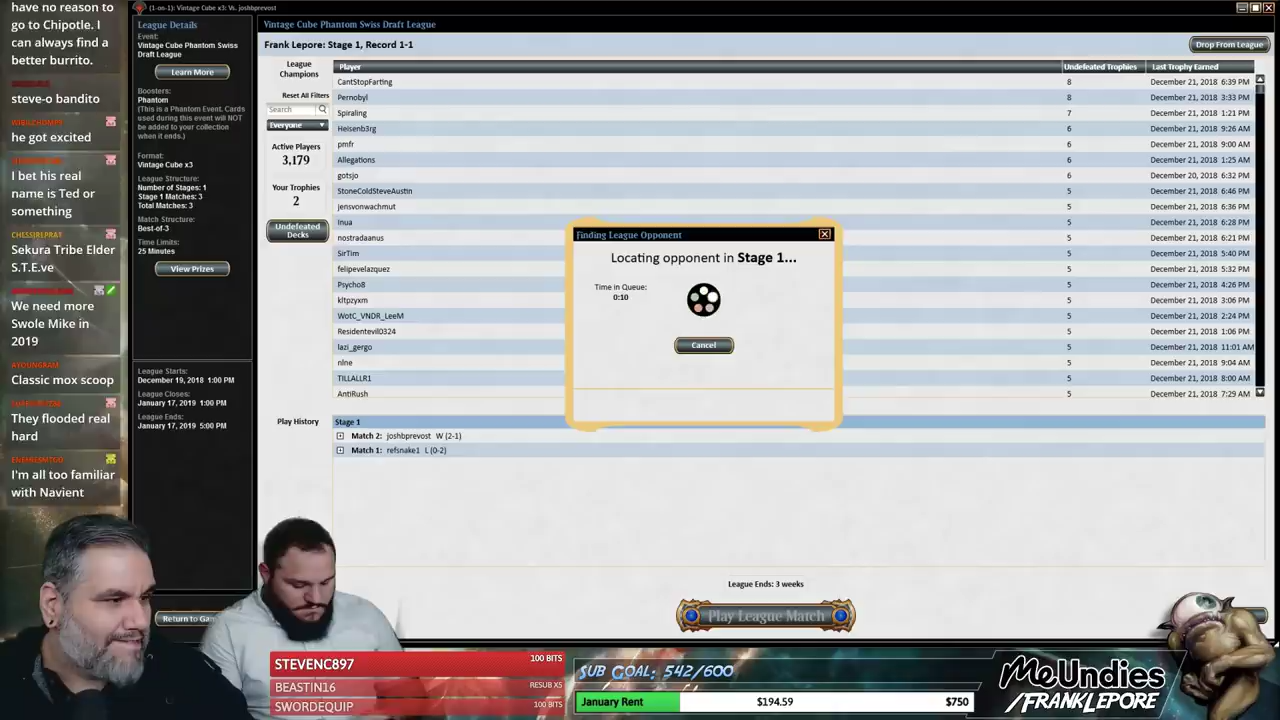 have no reason to
go to Chipotle. I
can always find a
better burrito.
steve-o bandito
he got excited
I bet his real
name is Ted or
something
CHESSIRLPRAY:
Sekura Tribe Elder
S.T.E.ve
We need more
Swole Mike in
2019
AYOUNGRAM:
Classic mox scoop
They flooded real
hard
I'm all too familiar
with Navient
(1-on-1): Vintage Cube x3: Vs. joshbprevost
League Details
Event:
Vintage Cube Phantom Swiss
Draft League
Learn More
Boosters:
Phantom
(This is a Phantom Event. Cards
used during this event will NOT
be added to your collection
when it ends.)
Format:
Vintage Cube x3
League Structure:
Number of Stages: 1
Stage 1 Matches: 3
Total Matches: 3
Match Structure:
Best-of-3
Time Limits:
25 Minutes
View Prizes
League Starts:
December 19, 2018 1:00 PM
League Closes:
January 17, 2019 1:00 PM
League Ends:
January 17, 2019 5:00 PM
Vintage Cube Phantom Swiss Draft League
Frank Lepore: Stage 1, Record 1-1
Drop From League
League
Champions
Reset All Filters
Search
Everyone
Active Players
3,179
Your Trophies
2
Undefeated
Decks
Player Undefeated Trophies Last Trophy Earned
CantStopFarting 8 December 21, 2018 6:39 PM
Pernobyl 8 December 21, 2018 3:33 PM
Spiraling 7 December 21, 2018 1:21 PM
Heisenb3rg 6 December 21, 2018 9:26 AM
pmfr 6 December 21, 2018 9:00 AM
Allegations 6 December 21, 2018 1:25 AM
gotsjo 6 December 20, 2018 6:32 PM
StoneColdSteveAustin 5 December 21, 2018 6:46 PM
jensvonwachmut 5 December 21, 2018 6:36 PM
Inua 5 December 21, 2018 6:28 PM
nostradaanus 5 December 21, 2018 6:21 PM
SirTim 5 December 21, 2018 5:40 PM
felipevelazquez 5 December 21, 2018 5:32 PM
Psycho8 5 December 21, 2018 4:26 PM
kltpzyxm 5 December 21, 2018 3:06 PM
WotC_VNDR_LeeM 5 December 21, 2018 2:24 PM
Residentevil0324 5 December 21, 2018 1:06 PM
lazi_gergo 5 December 21, 2018 11:01 AM
nlne 5 December 21, 2018 9:04 AM
TILLALLR1 5 December 21, 2018 8:00 AM
AntiRush 5 December 21, 2018 7:29 AM
Finding League Opponent
Locating opponent in Stage 1...
Time in Queue:
0:10
Cancel
Play History
Stage 1
Match 2: joshbprevost W (2-1)
Match 1: refsnake1 L (0-2)
League Ends: 3 weeks
Play League Match
Return to Gam
STEVENC897 100 BITS
BEASTIN16 RESUB X5
SWORDEQUIP 100 BITS
SUB GOAL: 542/600
January Rent $194.59 $750
MeUndies
/FRANKLEPORE